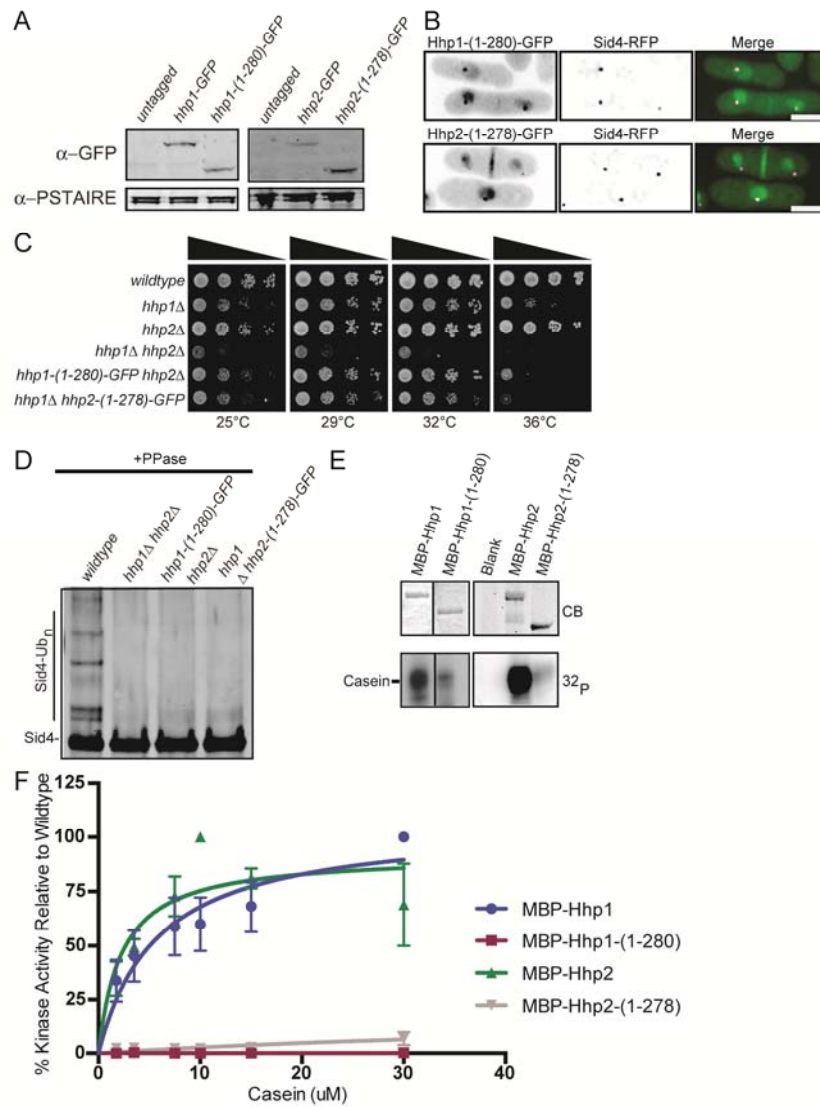 A
untagged
hhp1-GFP
hhp1-(1-280)-GFP
untagged
hhp2-GFP
hhp2-(1-278)-GFP
α-GFP
α-PSTAIRE
B
Hhp1-(1-280)-GFP Sid4-RFP Merge
Hhp2-(1-278)-GFP Sid4-RFP Merge
C
wildtype
hhp1Δ
hhp2Δ
hhp1Δ hhp2Δ
hhp1-(1-280)-GFP hhp2Δ
hhp1Δ hhp2-(1-278)-GFP
25°C 29°C 32°C 36°C
D
+PPase
wildtype
hhp1Δ hhp2Δ
hhp1-(1-280)-GFP
hhp2Δ
hhp1
Δ hhp2-(1-278)-GFP
Sid4-Ubn
Sid4-
E
MBP-Hhp1
MBP-Hhp1-(1-280)
Blank
MBP-Hhp2
MBP-Hhp2-(1-278)
CB
Casein
32P
F
% Kinase Activity Relative to Wildtype
125
100
75
50
25
0
0 10 20 30 40
Casein (uM)
MBP-Hhp1
MBP-Hhp1-(1-280)
MBP-Hhp2
MBP-Hhp2-(1-278)